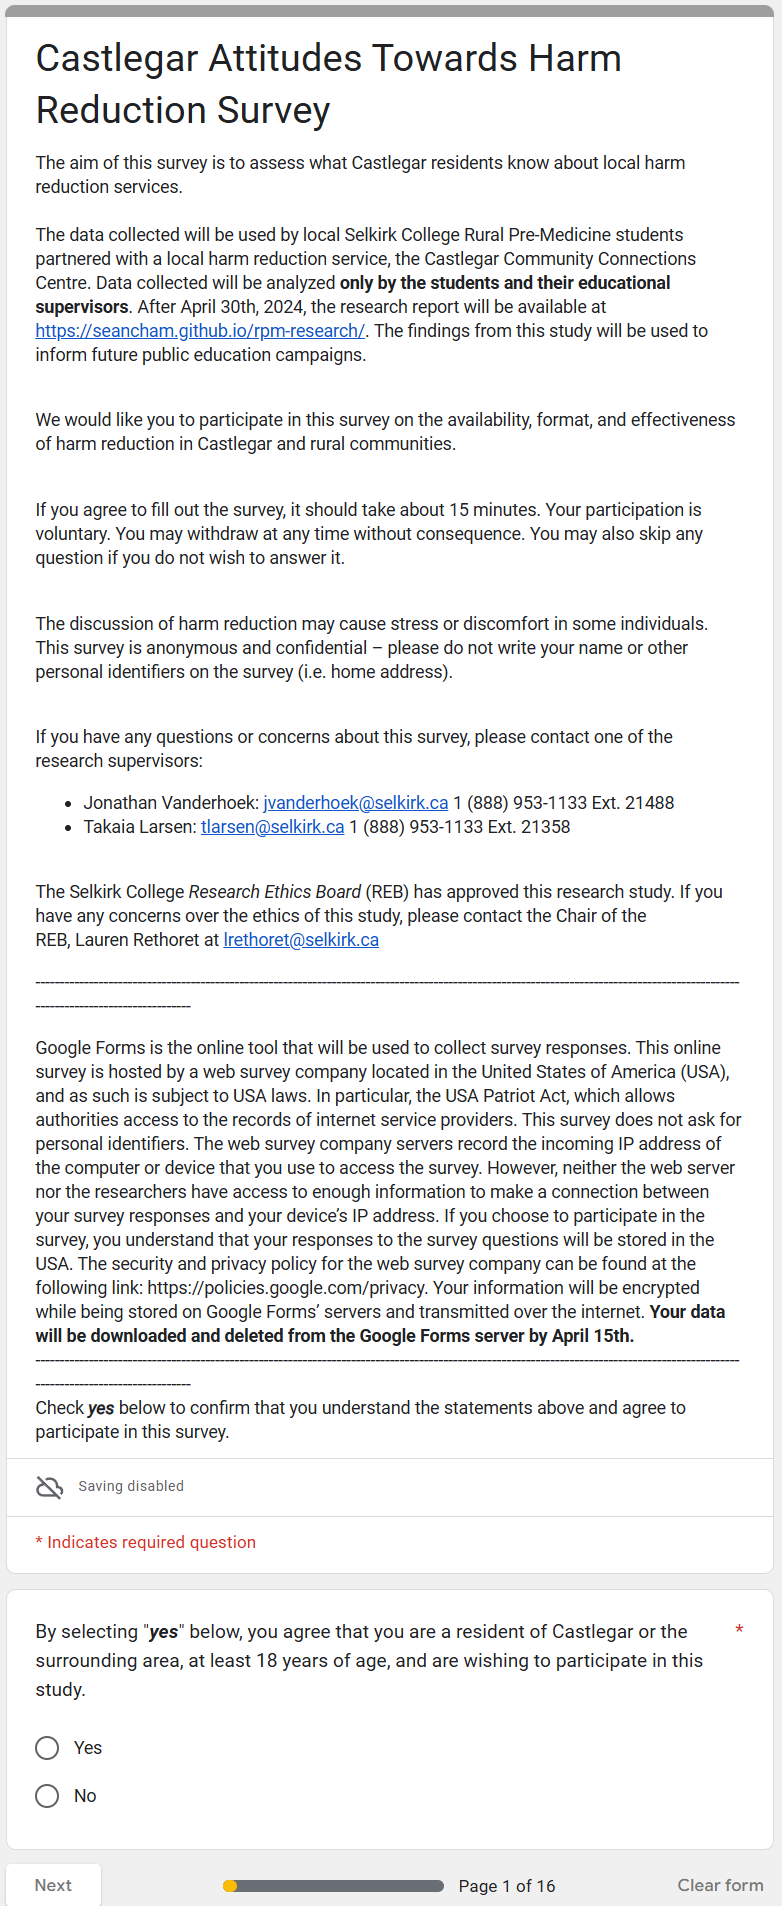 Castlegar Attitudes Towards Harm
Reduction Survey
The aim of this survey is to assess what Castlegar residents know about local harm
reduction services.
The data collected will be used by local Selkirk College Rural Pre-Medicine students
partnered with a local harm reduction service, the Castlegar Community Connections
Centre. Data collected will be analyzed only by the students and their educational
supervisors. After April 30th, 2024, the research report will be available at
https://seancham.github.io/rpm-research/. The findings from this study will be used to
inform future public education campaigns.
We would like you to participate in this survey on the availability, format, and effectiveness
of harm reduction in Castlegar and rural communities.
If you agree to fill out the survey, it should take about 15 minutes. Your participation is
voluntary. You may withdraw at any time without consequence. You may also skip any
question if you do not wish to answer it.
The discussion of harm reduction may cause stress or discomfort in some individuals.
This survey is anonymous and confidential – please do not write your name or other
personal identifiers on the survey (i.e. home address).
If you have any questions or concerns about this survey, please contact one of the
research supervisors:
• Jonathan Vanderhoek: jvanderhoek@selkirk.ca 1 (888) 953-1133 Ext. 21488
• Takaia Larsen: tlarsen@selkirk.ca 1 (888) 953-1133 Ext. 21358
The Selkirk College Research Ethics Board (REB) has approved this research study. If you
have any concerns over the ethics of this study, please contact the Chair of the
REB, Lauren Rethoret at lrethoret@selkirk.ca
Google Forms is the online tool that will be used to collect survey responses. This online
survey is hosted by a web survey company located in the United States of America (USA),
and as such is subject to USA laws. In particular, the USA Patriot Act, which allows
authorities access to the records of internet service providers. This survey does not ask for
personal identifiers. The web survey company servers record the incoming IP address of
the computer or device that you use to access the survey. However, neither the web server
nor the researchers have access to enough information to make a connection between
your survey responses and your device’s IP address. If you choose to participate in the
survey, you understand that your responses to the survey questions will be stored in the
USA. The security and privacy policy for the web survey company can be found at the
following link: https://policies.google.com/privacy. Your information will be encrypted
while being stored on Google Forms’ servers and transmitted over the internet. Your data
will be downloaded and deleted from the Google Forms server by April 15th.
Check yes below to confirm that you understand the statements above and agree to
participate in this survey.
Saving disabled
* Indicates required question
By selecting "yes" below, you agree that you are a resident of Castlegar or the *
surrounding area, at least 18 years of age, and are wishing to participate in this
study.
Yes
No
Next Page 1 of 16 Clear form